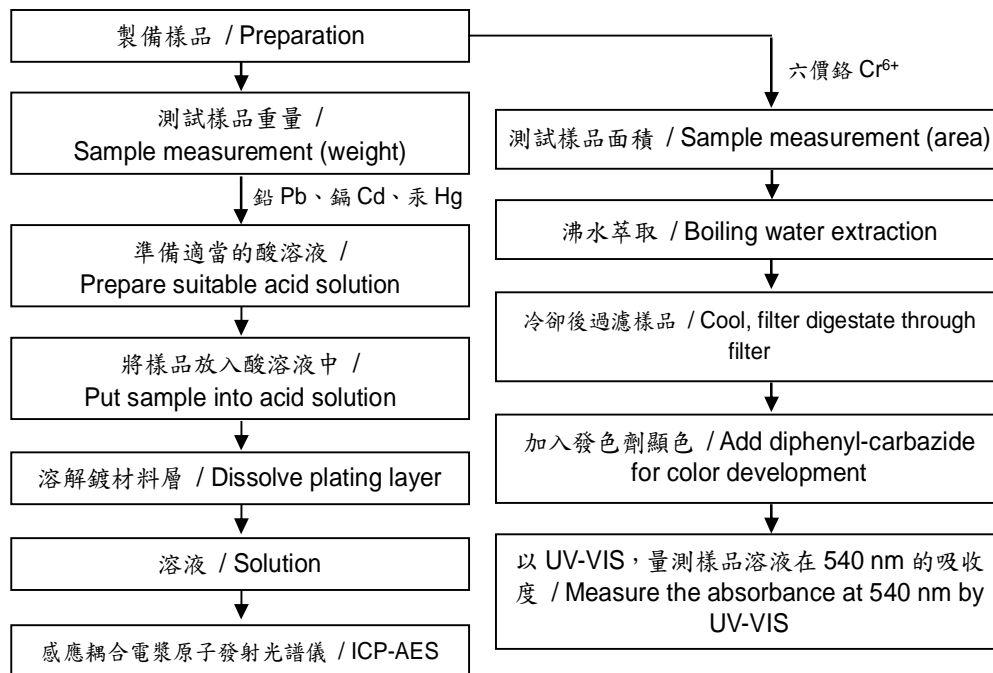 製備樣品 / Preparation
測試樣品重量 /
Sample measurement (weight)
鉛 Pb、鎘 Cd、汞 Hg
準備適當的酸溶液 /
Prepare suitable acid solution
將樣品放入酸溶液中 /
Put sample into acid solution
溶解鍍材料層 / Dissolve plating layer
溶液 / Solution
感應耦合電漿原子發射光譜儀 / ICP-AES
六價鉻 Cr⁶⁺
測試樣品面積 / Sample measurement (area)
沸水萃取 / Boiling water extraction
冷卻後過濾樣品 / Cool, filter digestate through
filter
加入發色劑顯色 / Add diphenyl-carbazide
for color development
以 UV-VIS，量測樣品溶液在 540 nm 的吸收
度 / Measure the absorbance at 540 nm by
UV-VIS